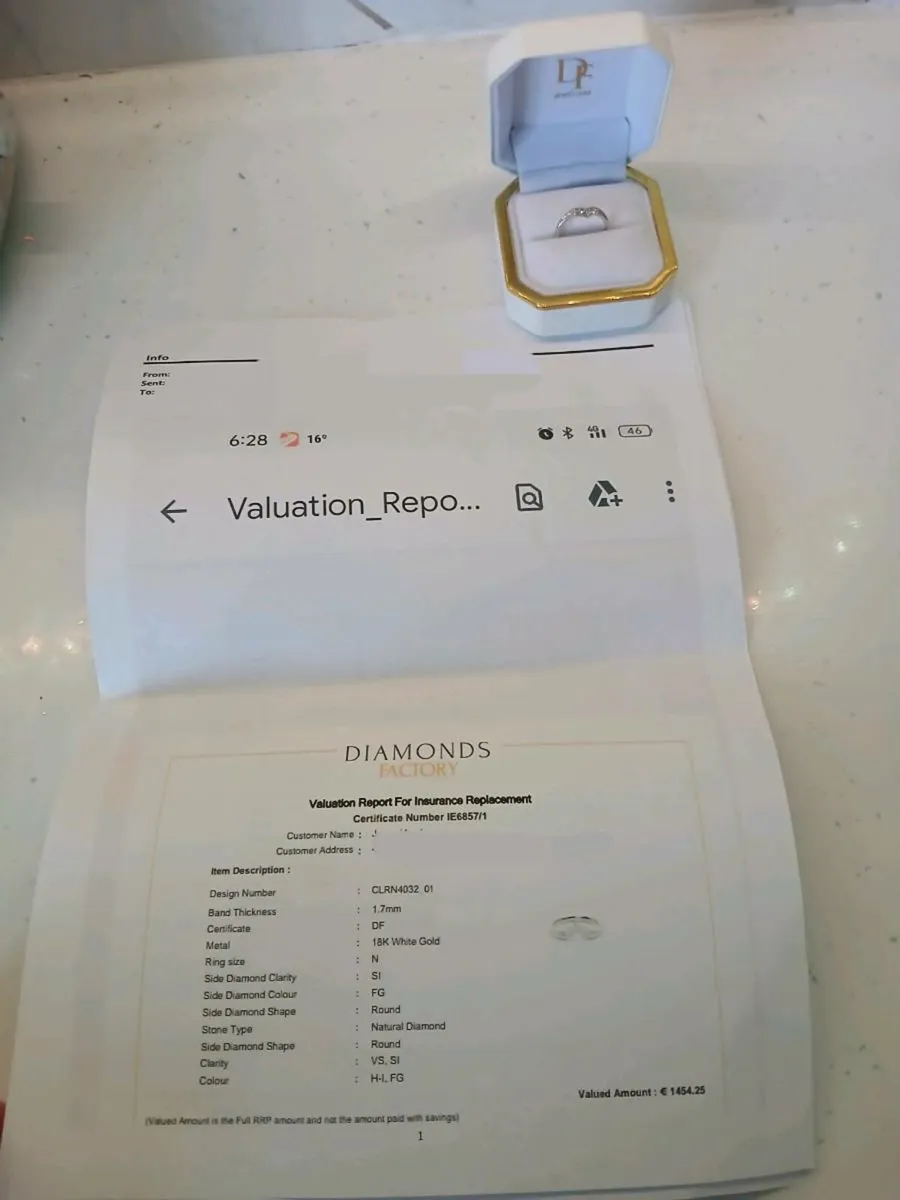 DF
Info
From:
Sent:
To:
6:28 16° 4G 46
Valuation_Repo...
DIAMONDS
FACTORY
Valuation Report For Insurance Replacement
Certificate Number IE6857/1
Customer Name :
Customer Address :
Item Description :
Design Number : CLRN4032_01
Band Thickness : 1.7mm
Certificate : DF
Metal : 18K White Gold
Ring size : N
Side Diamond Clarity : SI
Side Diamond Colour : FG
Side Diamond Shape : Round
Stone Type : Natural Diamond
Side Diamond Shape : Round
Clarity : VS, SI
Colour : H-I, FG
Valued Amount : € 1454.25
(Valued Amount is the Full RRP amount and not the amount paid with savings)
1